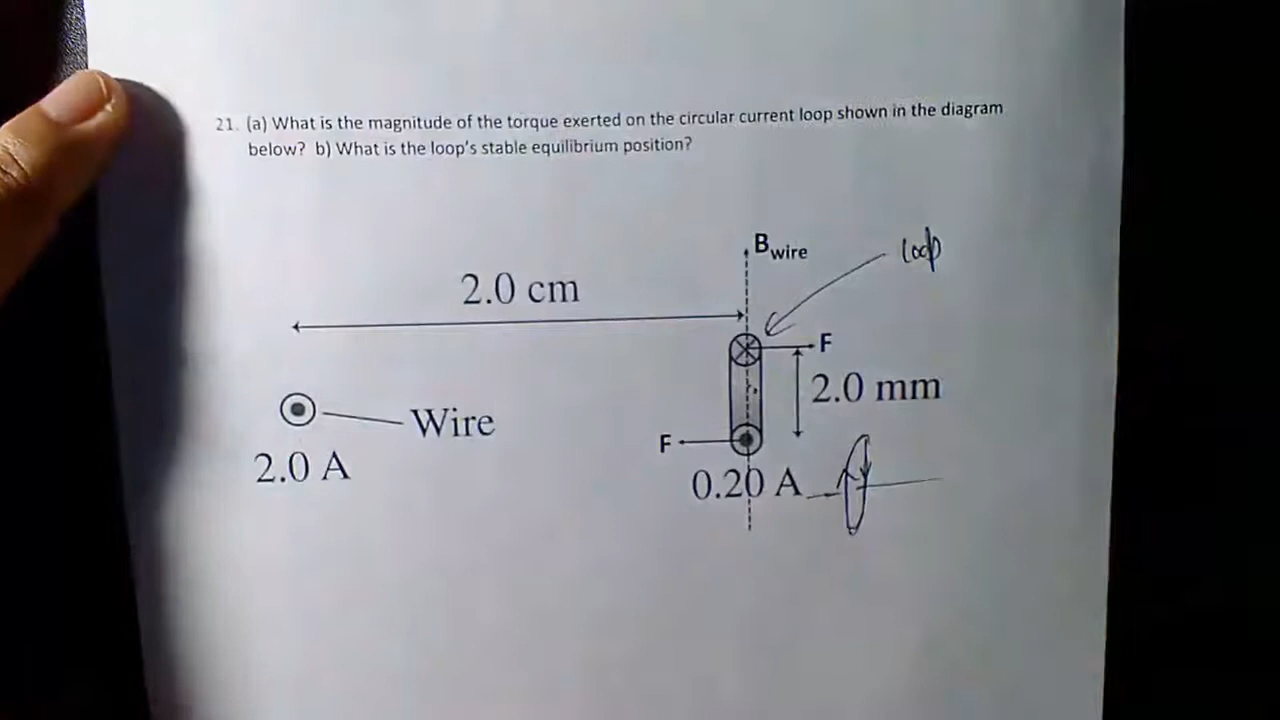 21. (a) What is the magnitude of the torque exerted on the circular current loop shown in the diagram
below? b) What is the loop's stable equilibrium position?
Bwire
loop
2.0 cm
F
2.0 mm
Wire
F
2.0 A
0.20 A